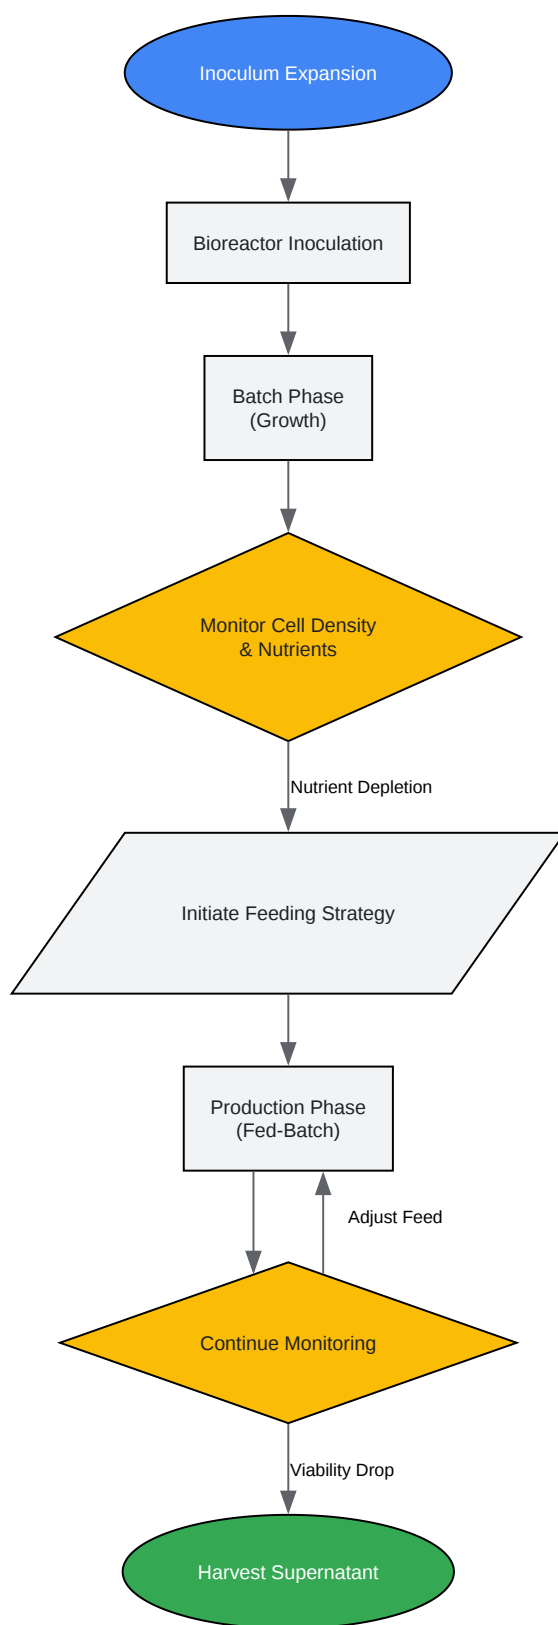 Inoculum Expansion
Bioreactor Inoculation
Batch Phase
(Growth)
Monitor Cell Density
& Nutrients
Nutrient Depletion
Initiate Feeding Strategy
Production Phase
(Fed-Batch)
Adjust Feed
Continue Monitoring
Viability Drop
Harvest Supernatant